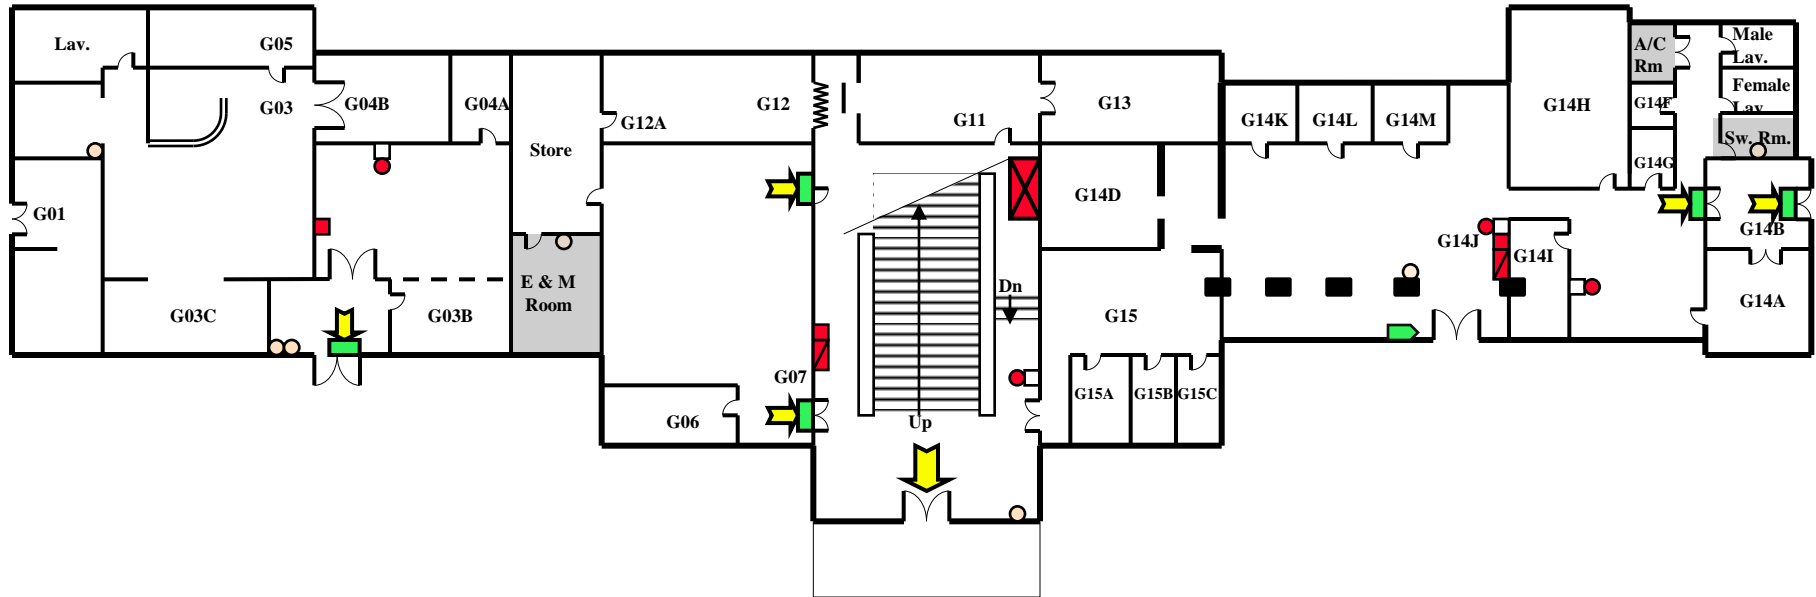 Lav.
G05
G03
G04B
G04A
G01
G03C
G03B
Store
E & M
Room
G12A
G12
G11
G13
G07
G06
Up
Dn
G14D
G15
G15A
G15B
G15C
G14K
G14L
G14M
G14H
G14J
G14I
A/C
Rm
G14F
G14G
Male
Lav.
Female
Lav
Sw. Rm.
G14B
G14A